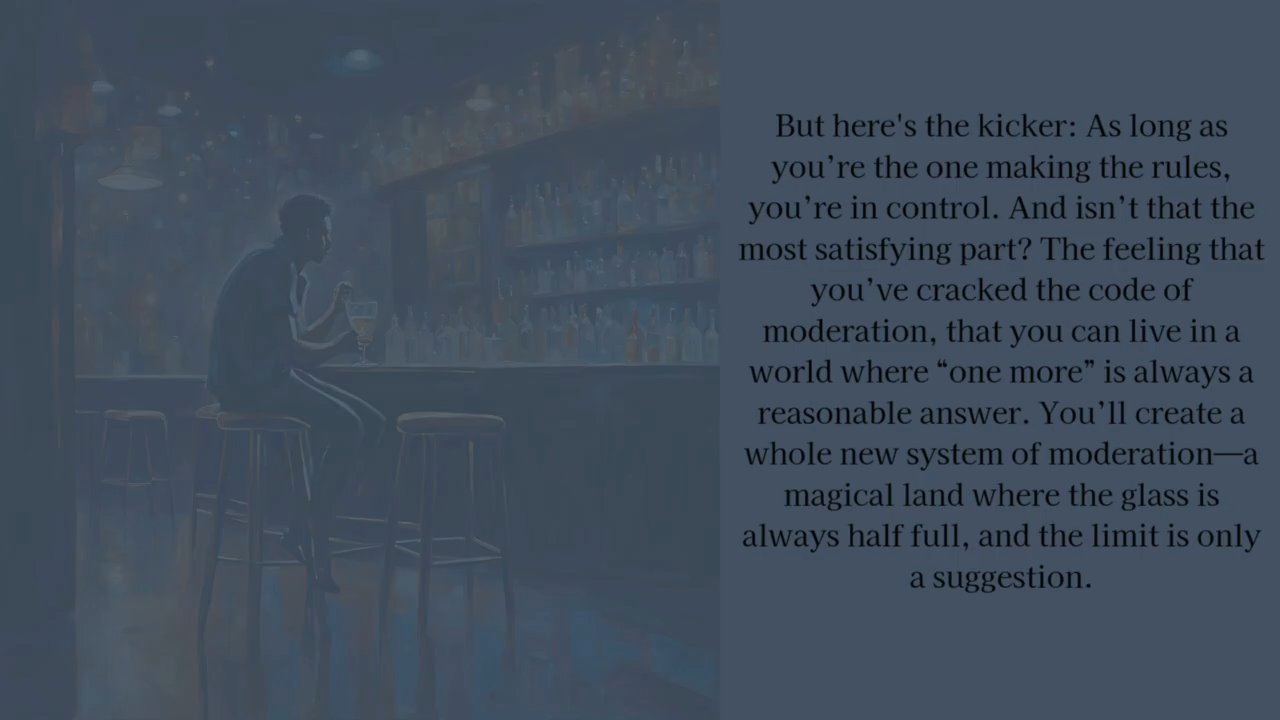 But here's the kicker: As long as
you’re the one making the rules,
you’re in control. And isn’t that the
most satisfying part? The feeling that
you’ve cracked the code of
moderation, that you can live in a
world where “one more” is always a
reasonable answer. You’ll create a
whole new system of moderation—a
magical land where the glass is
always half full, and the limit is only
a suggestion.